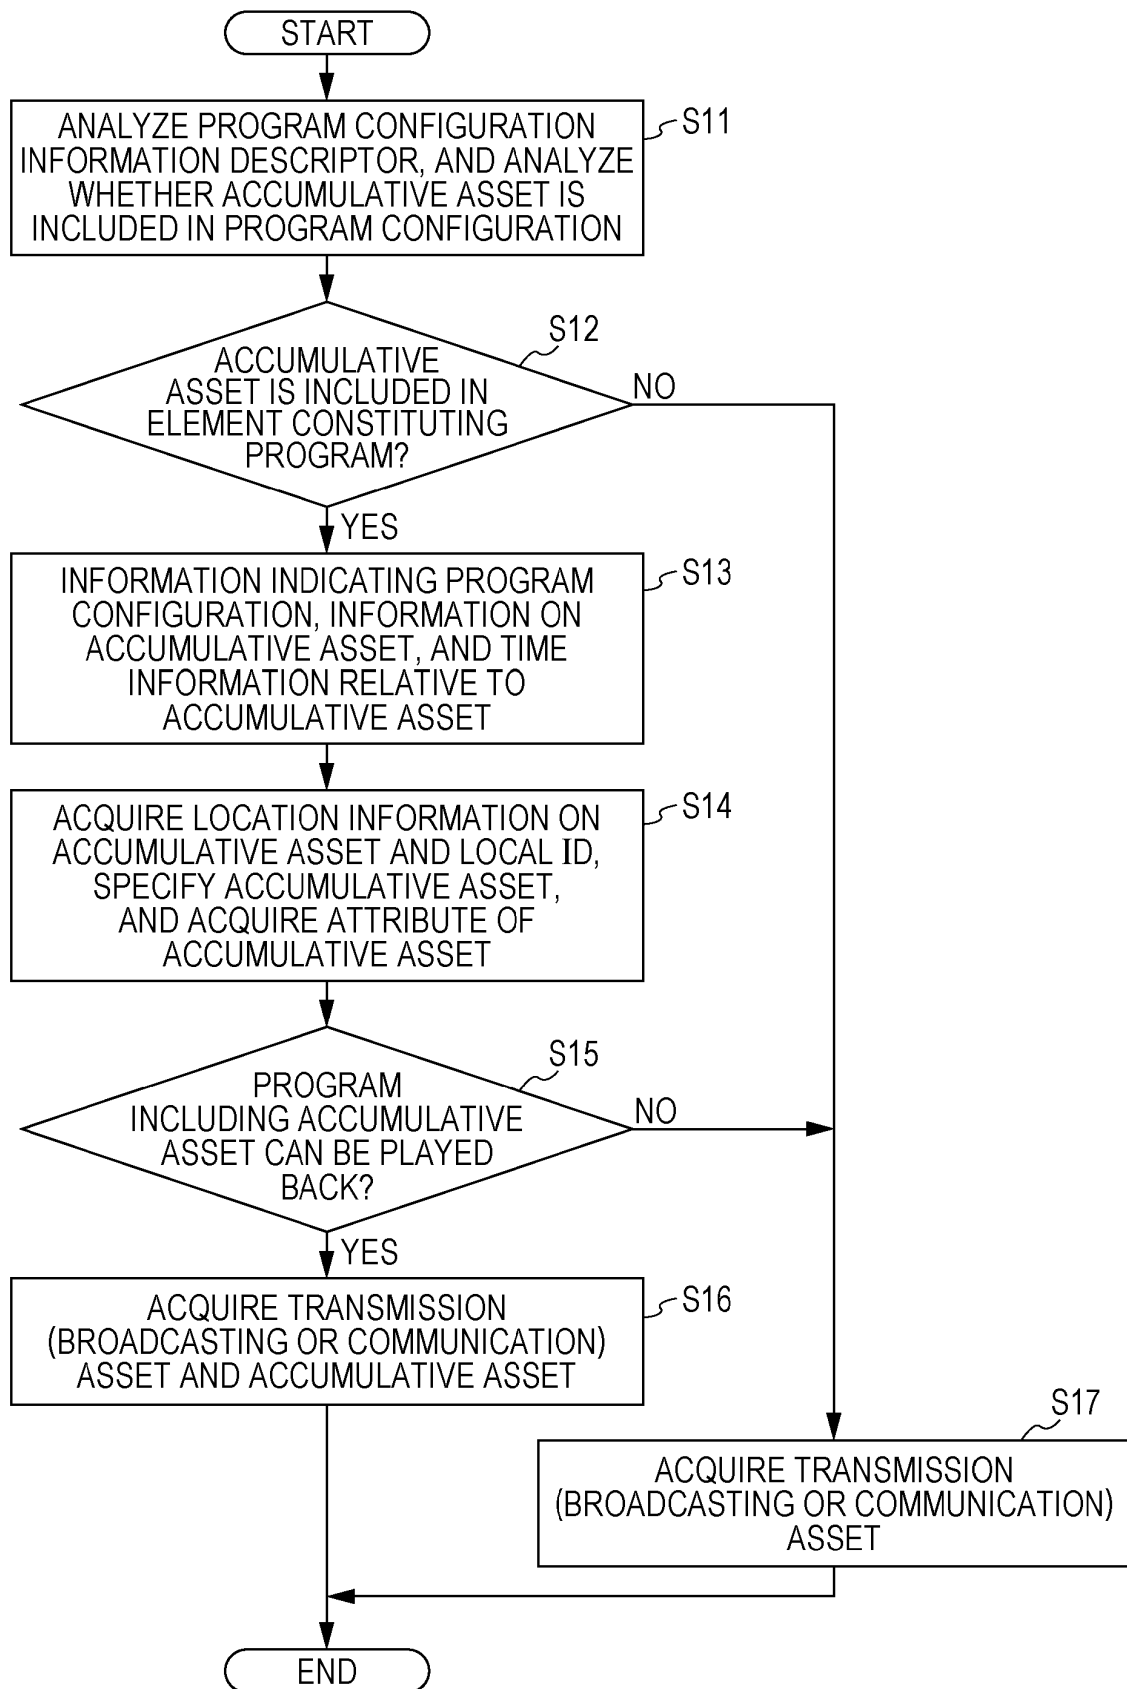 START
S11
ANALYZE PROGRAM CONFIGURATION
INFORMATION DESCRIPTOR, AND ANALYZE
WHETHER ACCUMULATIVE ASSET IS
INCLUDED IN PROGRAM CONFIGURATION
S12
ACCUMULATIVE
ASSET IS INCLUDED IN
ELEMENT CONSTITUTING
PROGRAM?
NO
YES
S13
INFORMATION INDICATING PROGRAM
CONFIGURATION, INFORMATION ON
ACCUMULATIVE ASSET, AND TIME
INFORMATION RELATIVE TO
ACCUMULATIVE ASSET
S14
ACQUIRE LOCATION INFORMATION ON
ACCUMULATIVE ASSET AND LOCAL ID,
SPECIFY ACCUMULATIVE ASSET,
AND ACQUIRE ATTRIBUTE OF
ACCUMULATIVE ASSET
S15
PROGRAM
INCLUDING ACCUMULATIVE
ASSET CAN BE PLAYED
BACK?
NO
YES
S16
ACQUIRE TRANSMISSION
(BROADCASTING OR COMMUNICATION)
ASSET AND ACCUMULATIVE ASSET
S17
ACQUIRE TRANSMISSION
(BROADCASTING OR COMMUNICATION)
ASSET
END